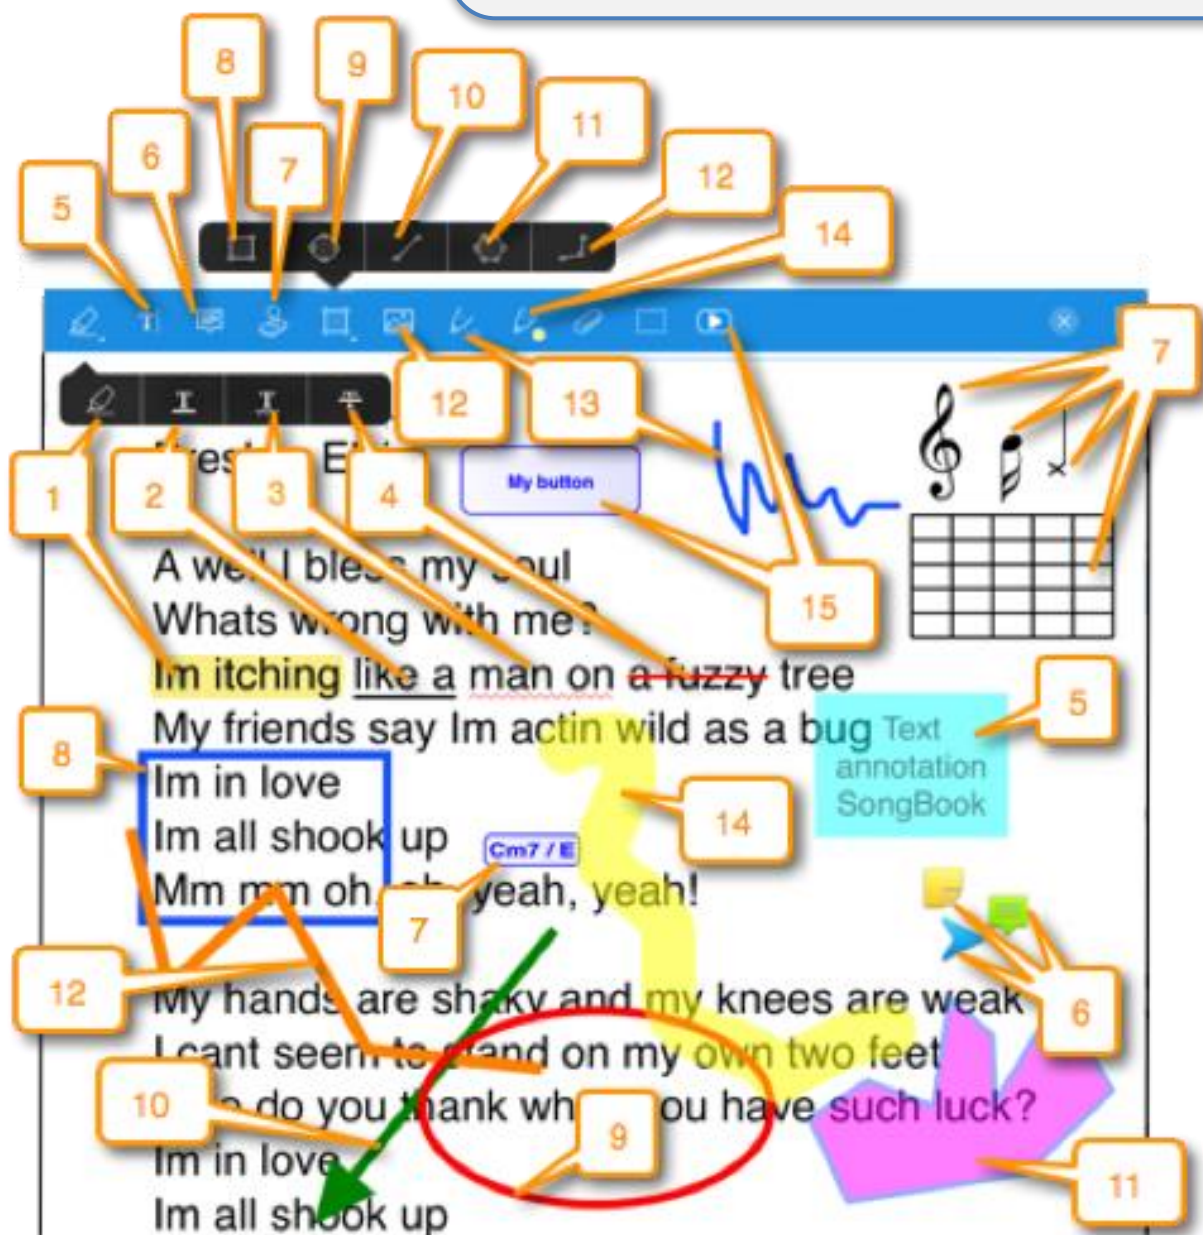 8
9
10
11
6
7
12
5
14
7
12
13
1
2
3
4
My button
A well I bless my soul
15
Whats wrong with me?
Im itching like a man on a fuzzy tree
5
My friends say Im actin wild as a bug
Text
annotation
SongBook
8
Im in love
14
Im all shook up
Cm7 / E
Mm mm oh, oh yeah, yeah!
7
12
My hands are shaky and my knees are weak
6
I cant seem to stand on my own two feet
10
do you thank ou have such luck?
9
Im in love
11
Im all shook up